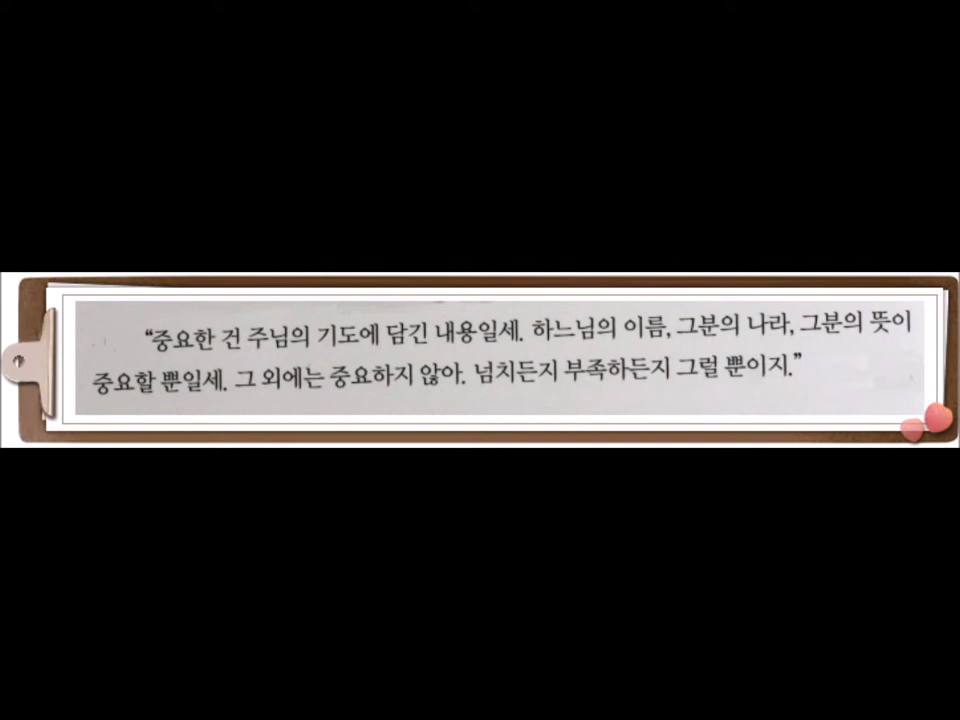 “중요한 건 주님의 기도에 담긴 내용일세. 하느님의 이름, 그분의 나라, 그분의 뜻이
중요할 뿐일세. 그 외에는 중요하지 않아. 넘치든지 부족하든지 그럴 뿐이지.”